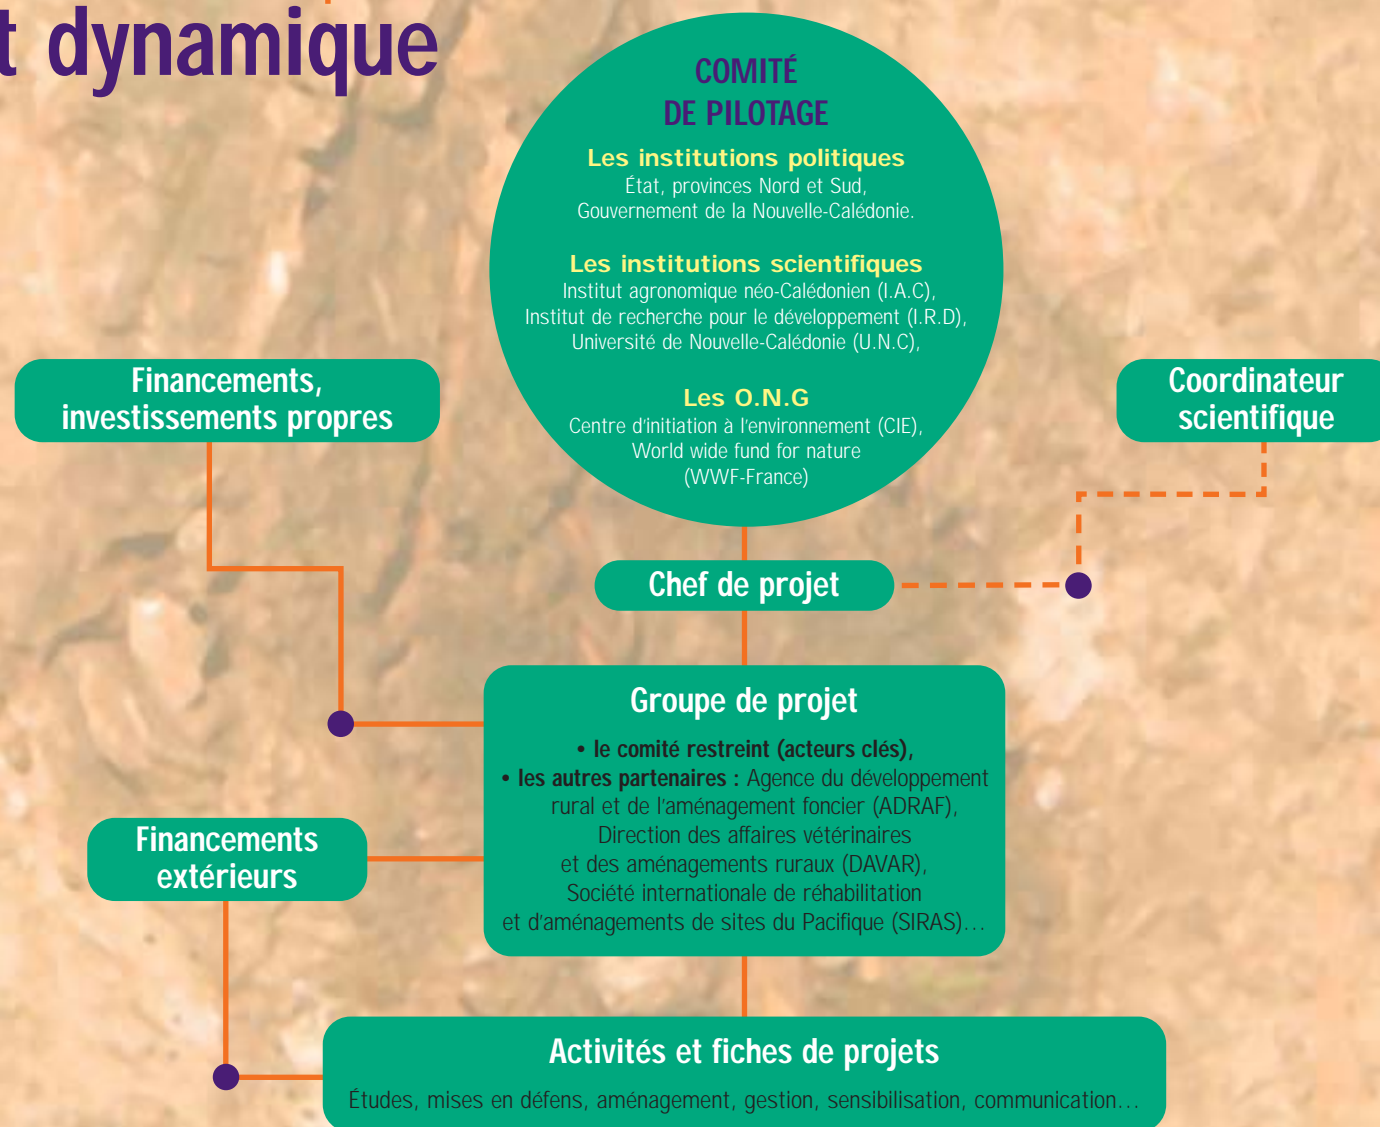 t dynamique
COMITÉ
DE PILOTAGE
Les institutions politiques
État, provinces Nord et Sud,
Gouvernement de la Nouvelle-Calédonie.
Les institutions scientifiques
Institut agronomique néo-Calédonien (I.A.C),
Institut de recherche pour le développement (I.R.D),
Université de Nouvelle-Calédonie (U.N.C),
Les O.N.G
Centre d'initiation à l'environnement (CIE),
World wide fund for nature
(WWF-France)
Financements,
investissements propres
Coordinateur
scientifique
Chef de projet
Groupe de projet
• le comité restreint (acteurs clés),
• les autres partenaires : Agence du développement
rural et de l'aménagement foncier (ADRAF),
Direction des affaires vétérinaires
et des aménagements ruraux (DAVAR),
Société internationale de réhabilitation
et d'aménagements de sites du Pacifique (SIRAS)...
Financements
extérieurs
Activités et fiches de projets
Études, mises en défens, aménagement, gestion, sensibilisation, communication...